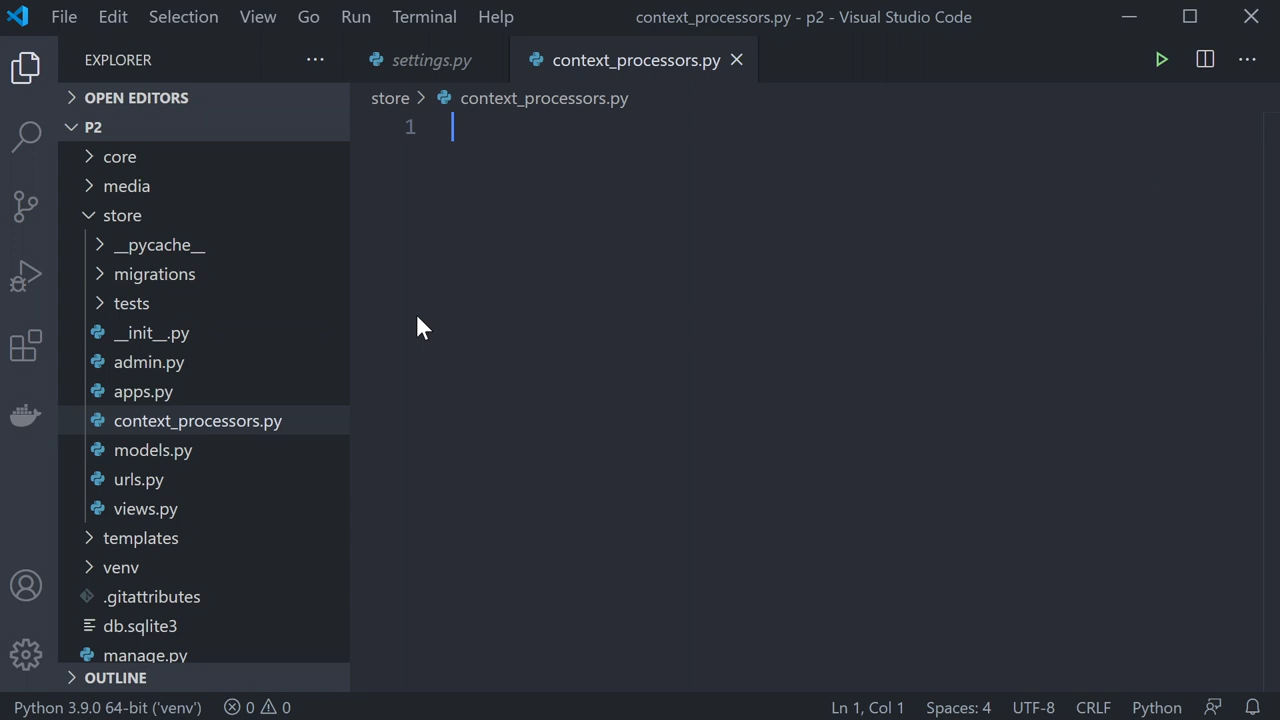 File Edit Selection View Go Run Terminal Help context_processors.py - p2 - Visual Studio Code
EXPLORER
settings.py
context_processors.py
OPEN EDITORS
store
context_processors.py
P2
1
core
media
store
__pycache__
migrations
tests
__init__.py
admin.py
apps.py
context_processors.py
models.py
urls.py
views.py
templates
venv
.gitattributes
db.sqlite3
manage.py
OUTLINE
Python 3.9.0 64-bit ('venv') 0 0 Ln 1, Col 1 Spaces: 4 UTF-8 CRLF Python